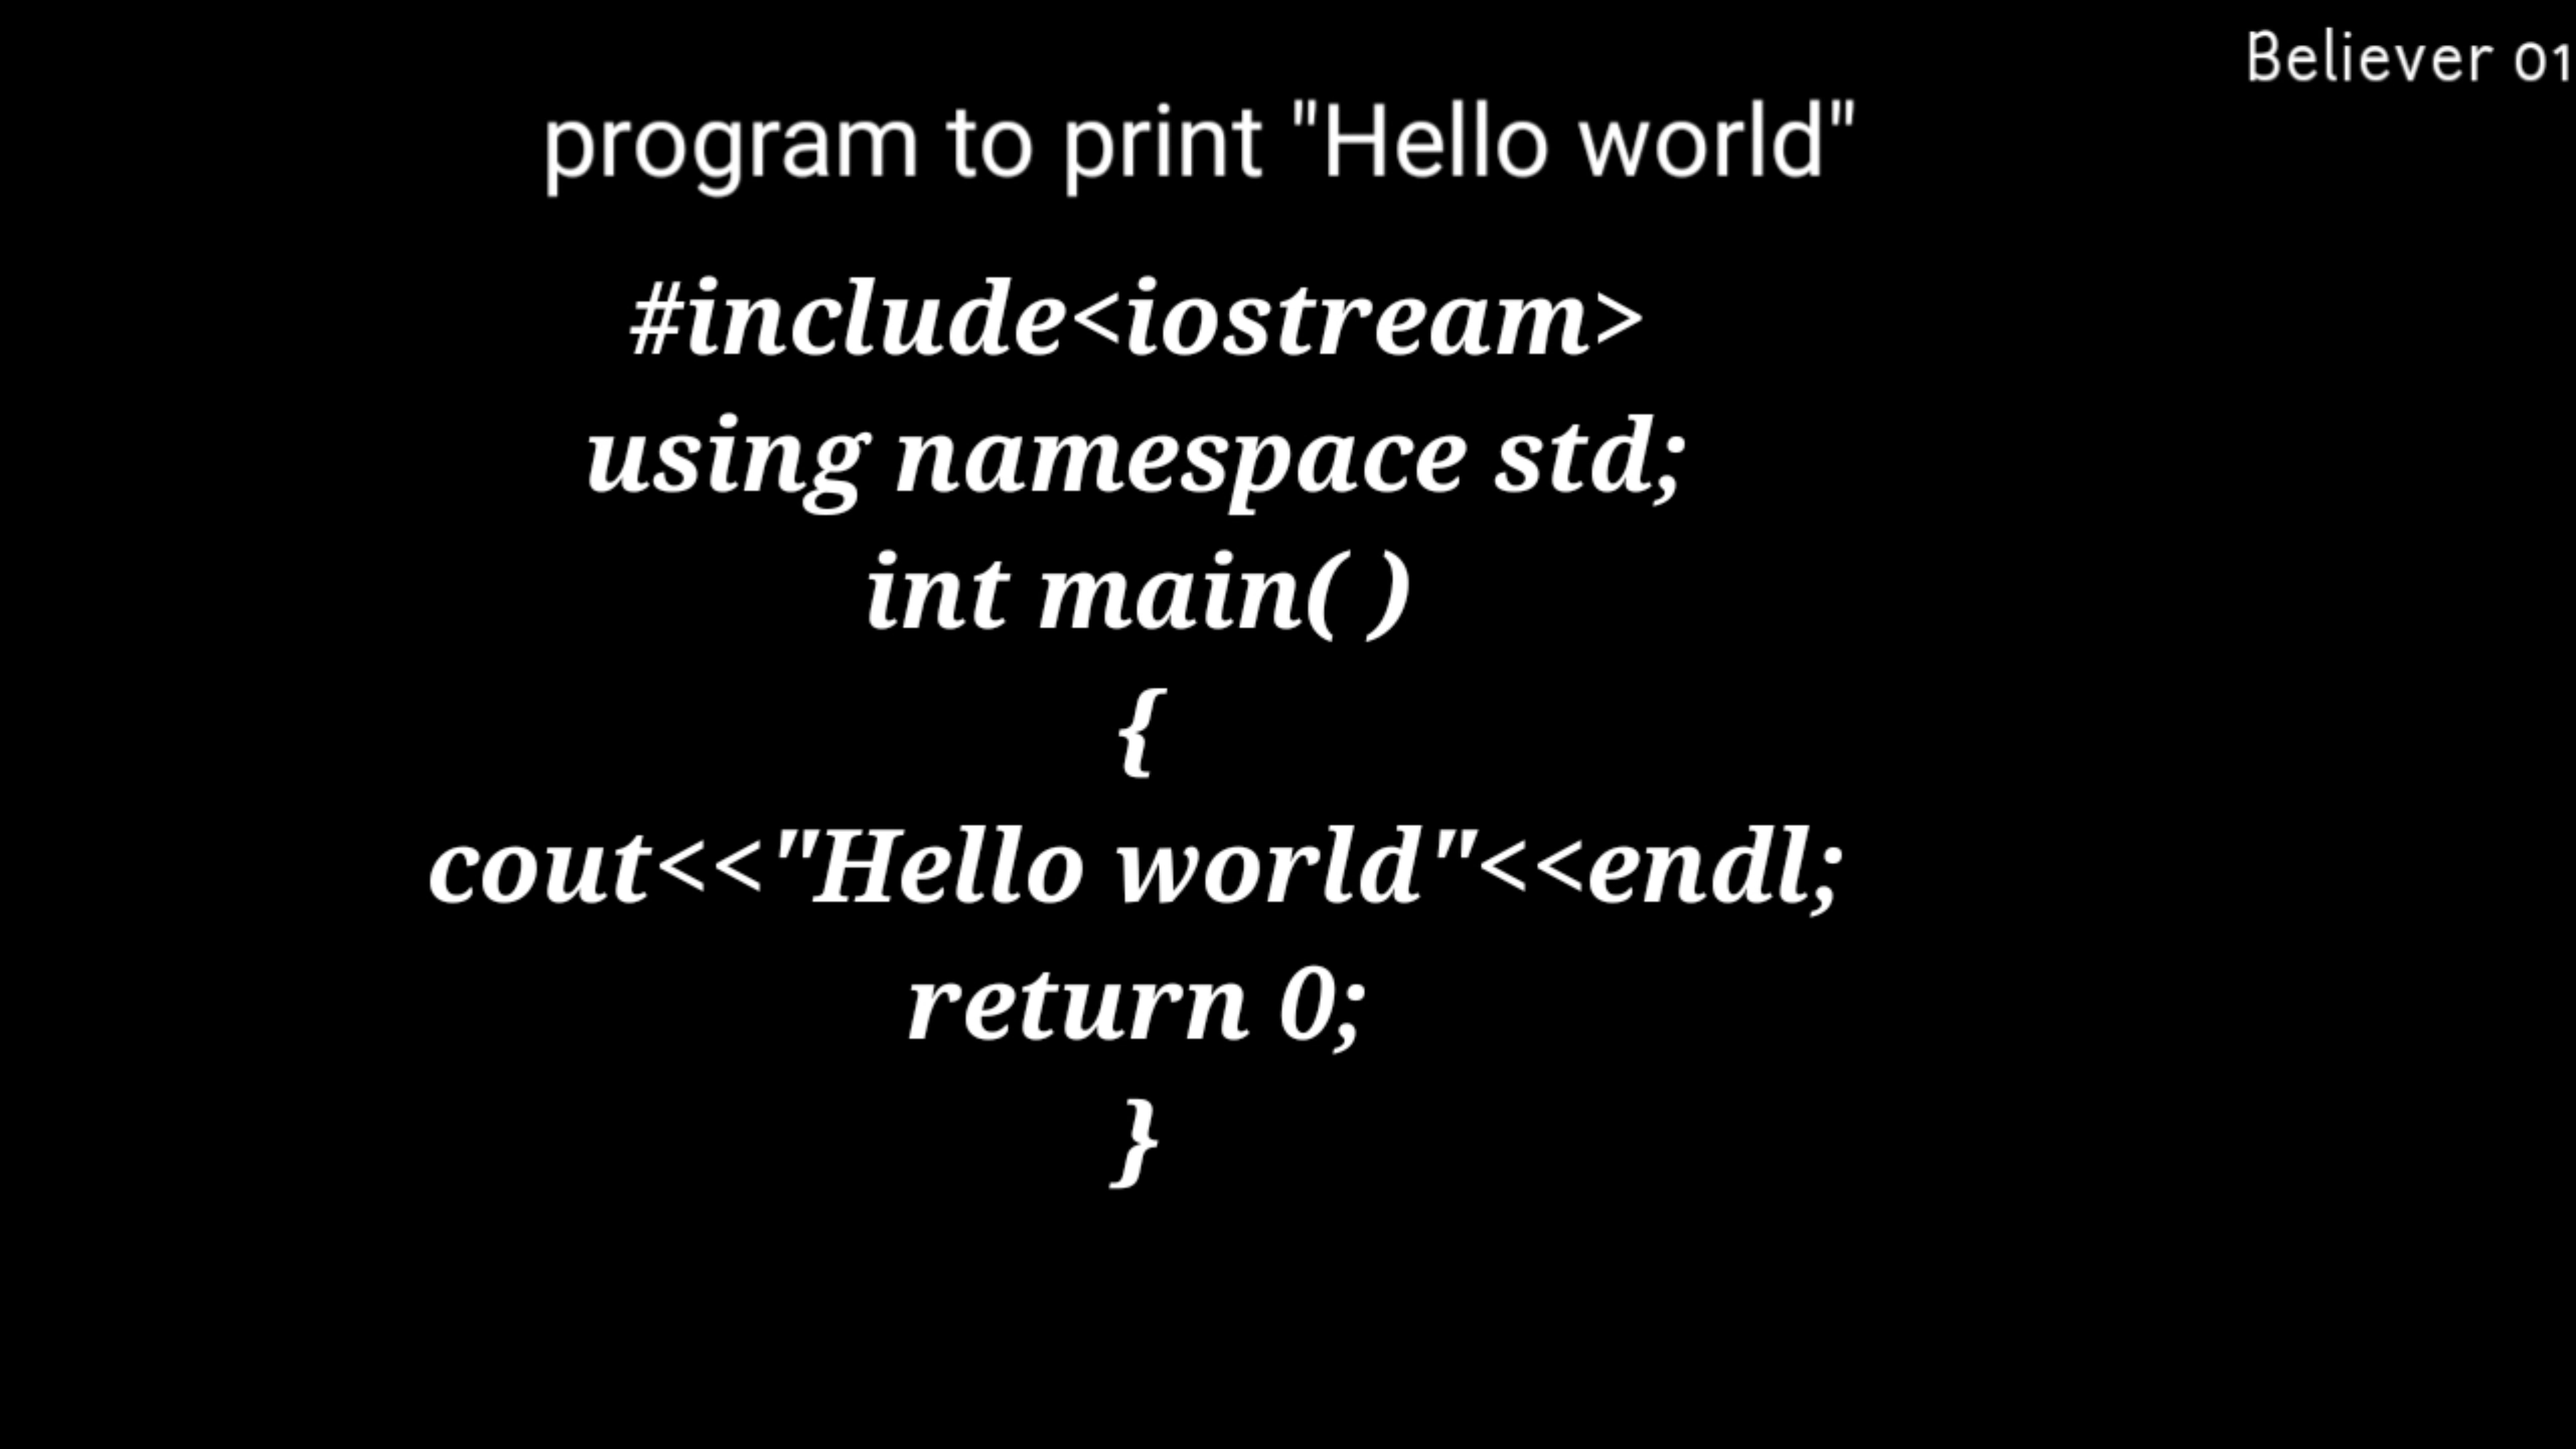 Believer 01
program to print "Hello world"
#include<iostream>
using namespace std;
int main( )
{
cout<<"Hello world"<<endl;
return 0;
}